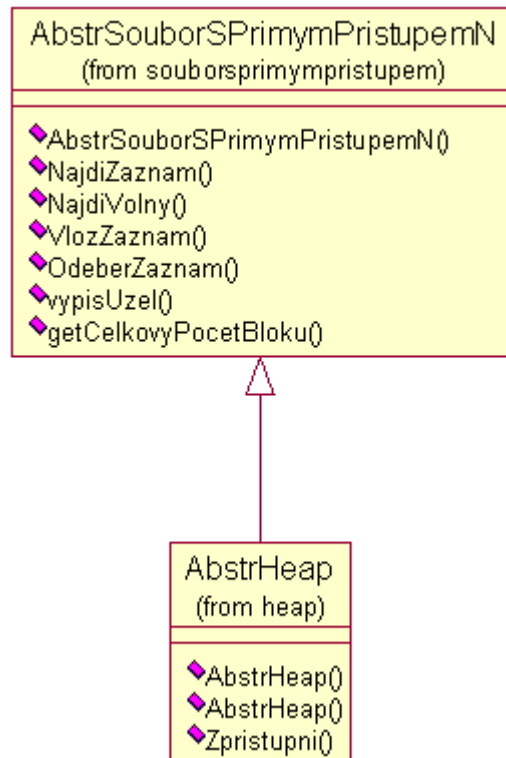 AbstrSouborSPrimymPristupemN
(from souborsprimympristupem)
AbstrSouborSPrimymPristupemN()
NajdiZaznam()
NajdiVolny()
VlozZaznam()
OdeberZaznam()
vypisUzel()
getCelkovyPocetBloku()
AbstrHeap
(from heap)
AbstrHeap()
AbstrHeap()
Zpristupni()